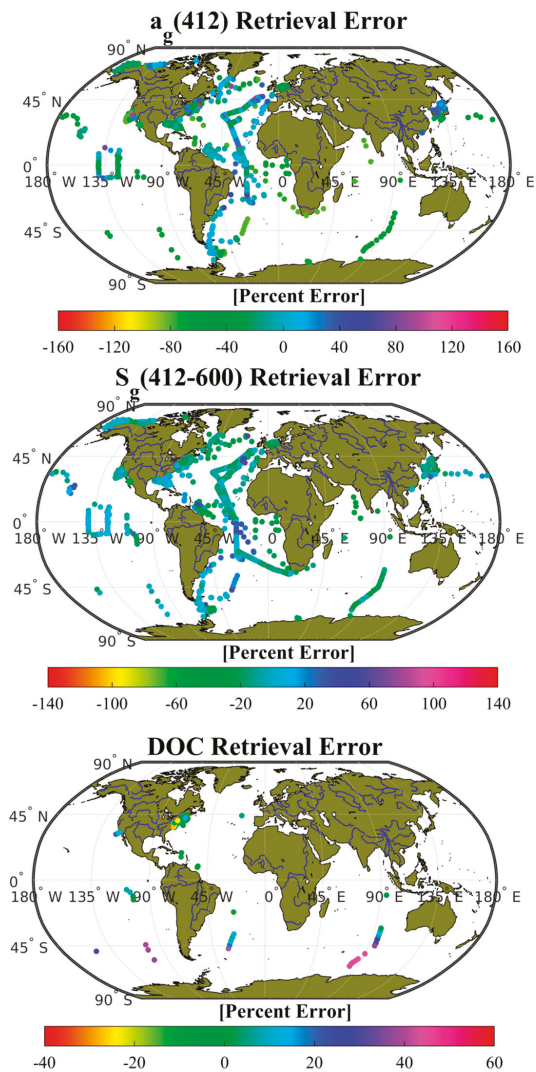 a_g(412) Retrieval Error
90° N
45° N
0°
180° W 135° W 90° W 45° W 0° 45° E 90° E 135° E 180° E
45° S
90° S
[Percent Error]
-160 -120 -80 -40 0 40 80 120 160
S_g(412-600) Retrieval Error
90° N
45° N
0°
180° W 135° W 90° W 45° W 0° 45° E 90° E 135° E 180° E
45° S
90° S
[Percent Error]
-140 -100 -60 -20 20 60 100 140
DOC Retrieval Error
90° N
45° N
0°
180° W 135° W 90° W 45° W 0° 45° E 90° E 135° E 180° E
45° S
90° S
[Percent Error]
-40 -20 0 20 40 60